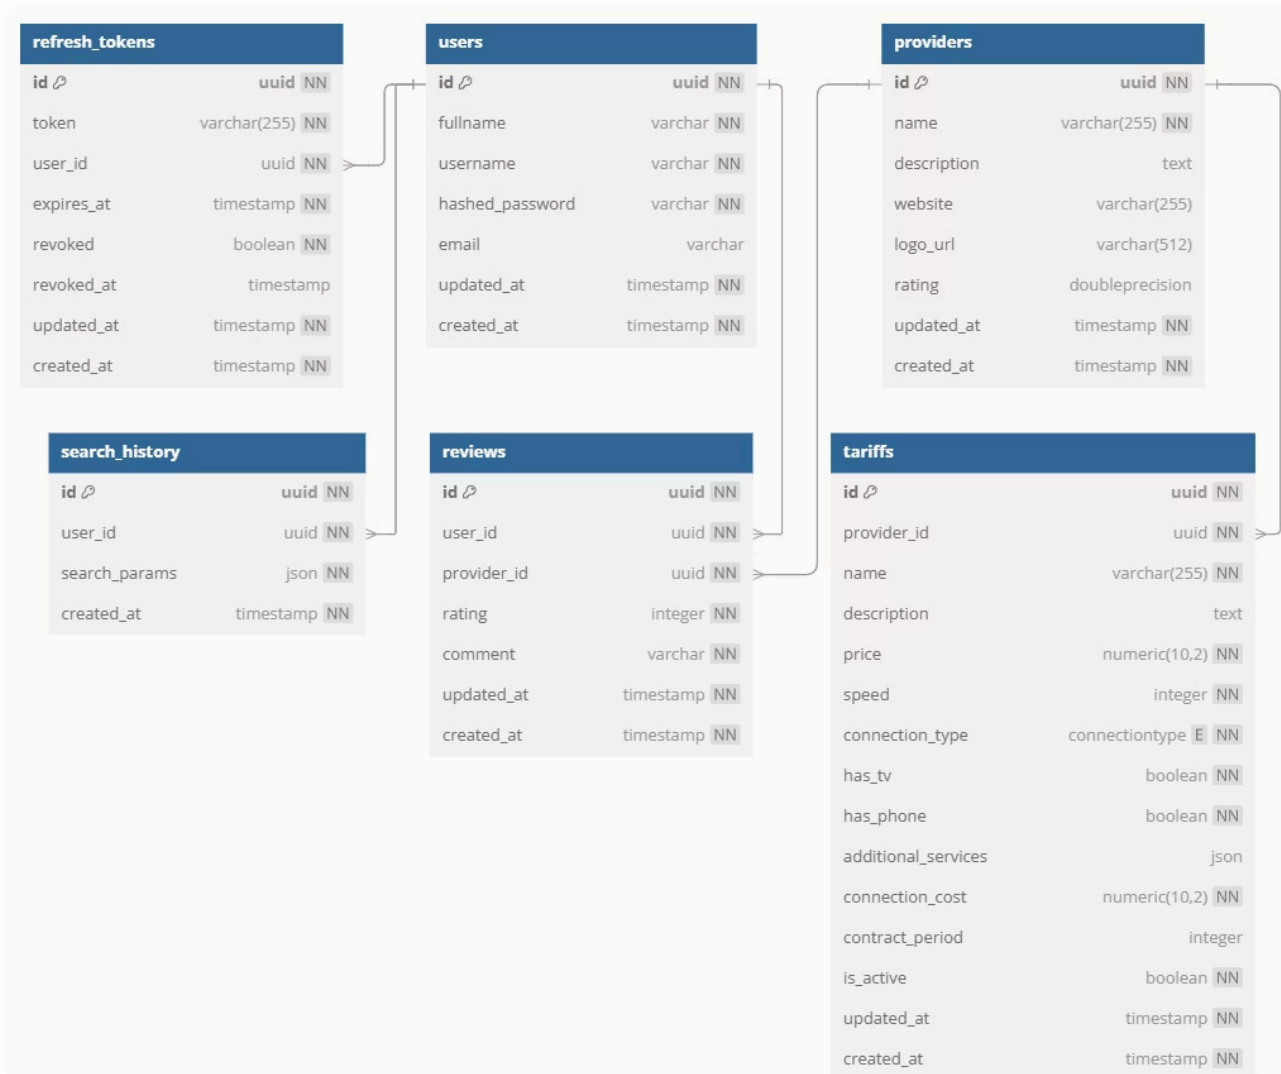 refresh_tokens
id uuid NN
token varchar(255) NN
user_id uuid NN
expires_at timestamp NN
revoked boolean NN
revoked_at timestamp
updated_at timestamp NN
created_at timestamp NN
users
id uuid NN
fullname varchar NN
username varchar NN
hashed_password varchar NN
email varchar
updated_at timestamp NN
created_at timestamp NN
providers
id uuid NN
name varchar(255) NN
description text
website varchar(255)
logo_url varchar(512)
rating doubleprecision
updated_at timestamp NN
created_at timestamp NN
search_history
id uuid NN
user_id uuid NN
search_params json NN
created_at timestamp NN
reviews
id uuid NN
user_id uuid NN
provider_id uuid NN
rating integer NN
comment varchar NN
updated_at timestamp NN
created_at timestamp NN
tariffs
id uuid NN
provider_id uuid NN
name varchar(255) NN
description text
price numeric(10,2) NN
speed integer NN
connection_type connectiontype E NN
has_tv boolean NN
has_phone boolean NN
additional_services json
connection_cost numeric(10,2) NN
contract_period integer
is_active boolean NN
updated_at timestamp NN
created_at timestamp NN